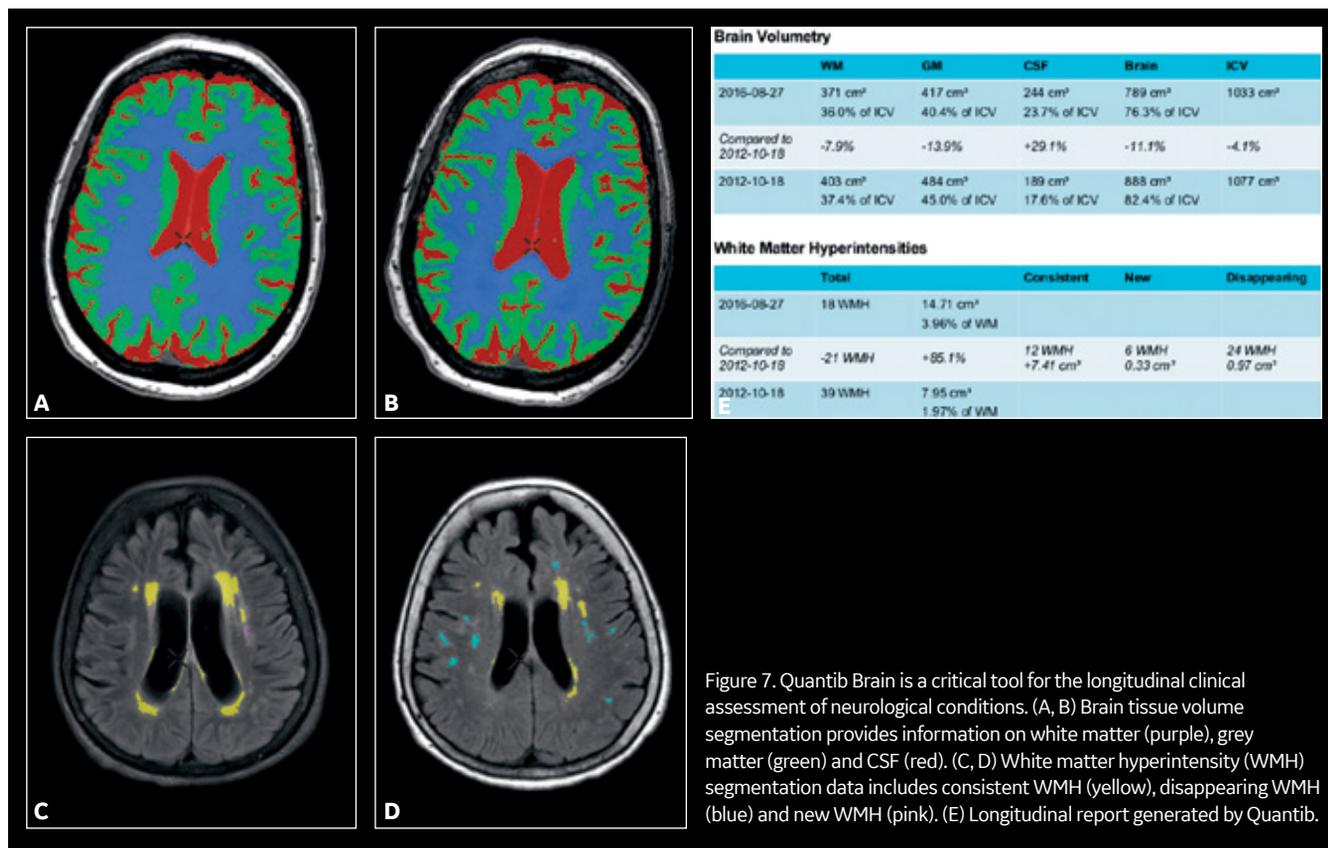 Brain Volumetry
WM GM CSF Brain ICV
2016-08-27 371 cm³ 417 cm³ 244 cm³ 789 cm³ 1033 cm³
36.0% of ICV 40.4% of ICV 23.7% of ICV 76.3% of ICV
Compared to
2012-10-18 -7.9% -13.9% +29.1% -11.1% -4.1%
2012-10-18 403 cm³ 484 cm³ 189 cm³ 888 cm³ 1077 cm³
37.4% of ICV 45.0% of ICV 17.6% of ICV 82.4% of ICV
White Matter Hyperintensities
Total Consistent New Disappearing
2016-08-27 18 WMH 14.71 cm³
3.96% of WM
Compared to
2012-10-18 -21 WMH +85.1% 12 WMH 6 WMH 24 WMH
+7.41 cm³ 0.33 cm³ 0.97 cm³
2012-10-18 39 WMH 7.95 cm³
1.97% of WM
A
B
E
C
D
Figure 7. Quantib Brain is a critical tool for the longitudinal clinical
assessment of neurological conditions. (A, B) Brain tissue volume
segmentation provides information on white matter (purple), grey
matter (green) and CSF (red). (C, D) White matter hyperintensity (WMH)
segmentation data includes consistent WMH (yellow), disappearing WMH
(blue) and new WMH (pink). (E) Longitudinal report generated by Quantib.